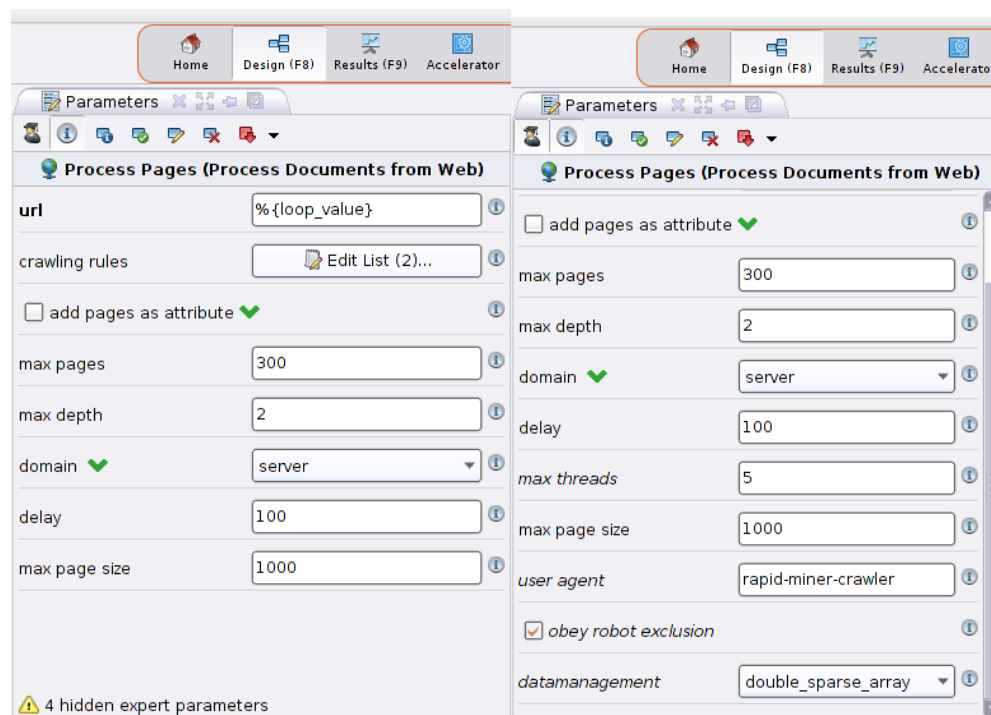 Home
Design (F8)
Results (F9)
Accelerator
Parameters
Process Pages (Process Documents from Web)
url
%{loop_value}
crawling rules
Edit List (2)...
add pages as attribute
max pages
300
max depth
2
domain
server
delay
100
max page size
1000
4 hidden expert parameters
Home
Design (F8)
Results (F9)
Accelerato
Parameters
Process Pages (Process Documents from Web)
add pages as attribute
max pages
300
max depth
2
domain
server
delay
100
max threads
5
max page size
1000
user agent
rapid-miner-crawler
obey robot exclusion
datamanagement
double_sparse_array